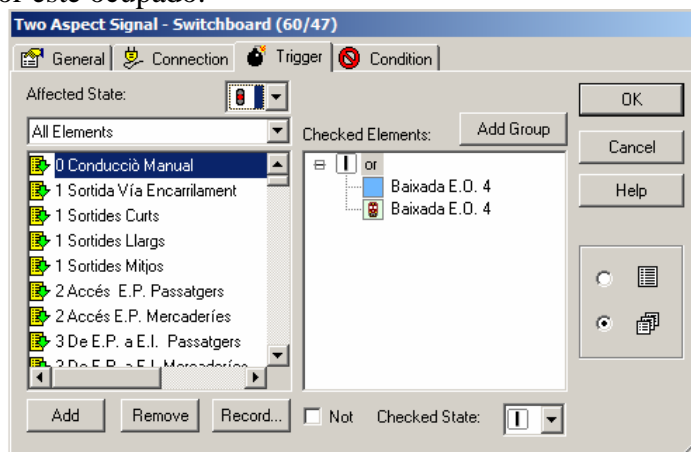 or este ocupado.
Two Aspect Signal - Switchboard (60/47)
General
Connection
Trigger
Condition
Affected State:
All Elements
0 Conducciò Manual
1 Sortida Vía Encarrilament
1 Sortides Curts
1 Sortides Llargs
1 Sortides Mitjos
2 Accés E.P. Passatgers
2 Accés E.P. Mercaderíes
3 De E.P. a E.I. Passatgers
3 De E.P. a E.I. Mercaderíes
Add
Remove
Record...
Checked Elements:
Add Group
or
Baixada E.O. 4
Baixada E.O. 4
Not
Checked State:
OK
Cancel
Help